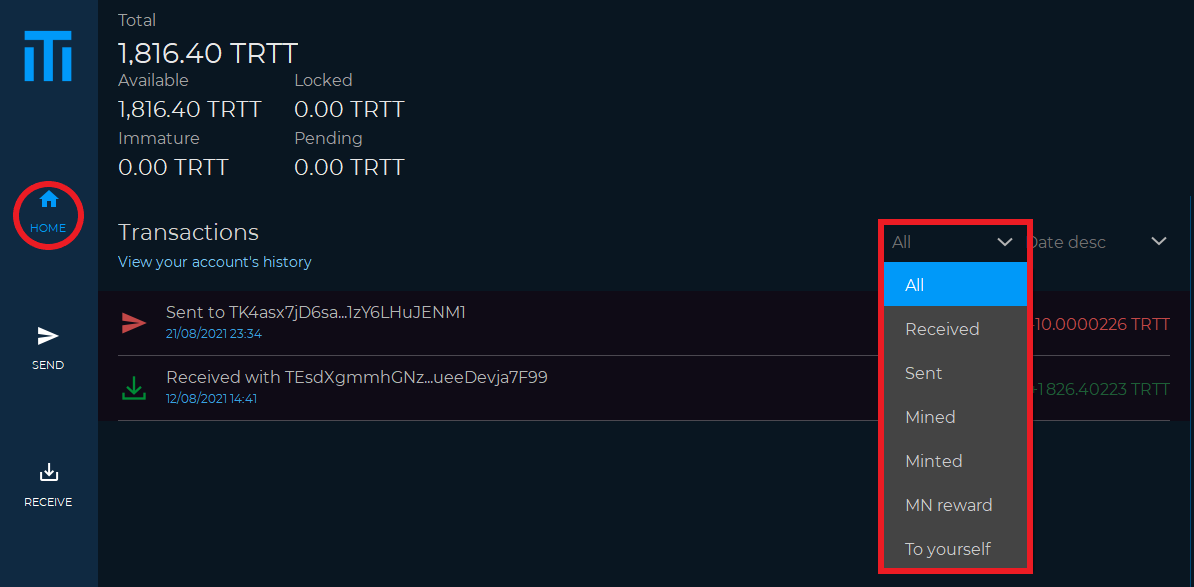 Total
1,816.40 TRTT
Available Locked
1,816.40 TRTT 0.00 TRTT
Immature Pending
0.00 TRTT 0.00 TRTT
HOME
SEND
RECEIVE
Transactions
View your account's history
All
Date desc
All
Received
Sent
Mined
Minted
MN reward
To yourself
Sent to TK4asx7jD6sa...1zY6LHuJENM1
21/08/2021 23:34
-10.0000226 TRTT
Received with TEsdXgmmhGNz...ueeDevja7F99
12/08/2021 14:41
+1 826.40223 TRTT